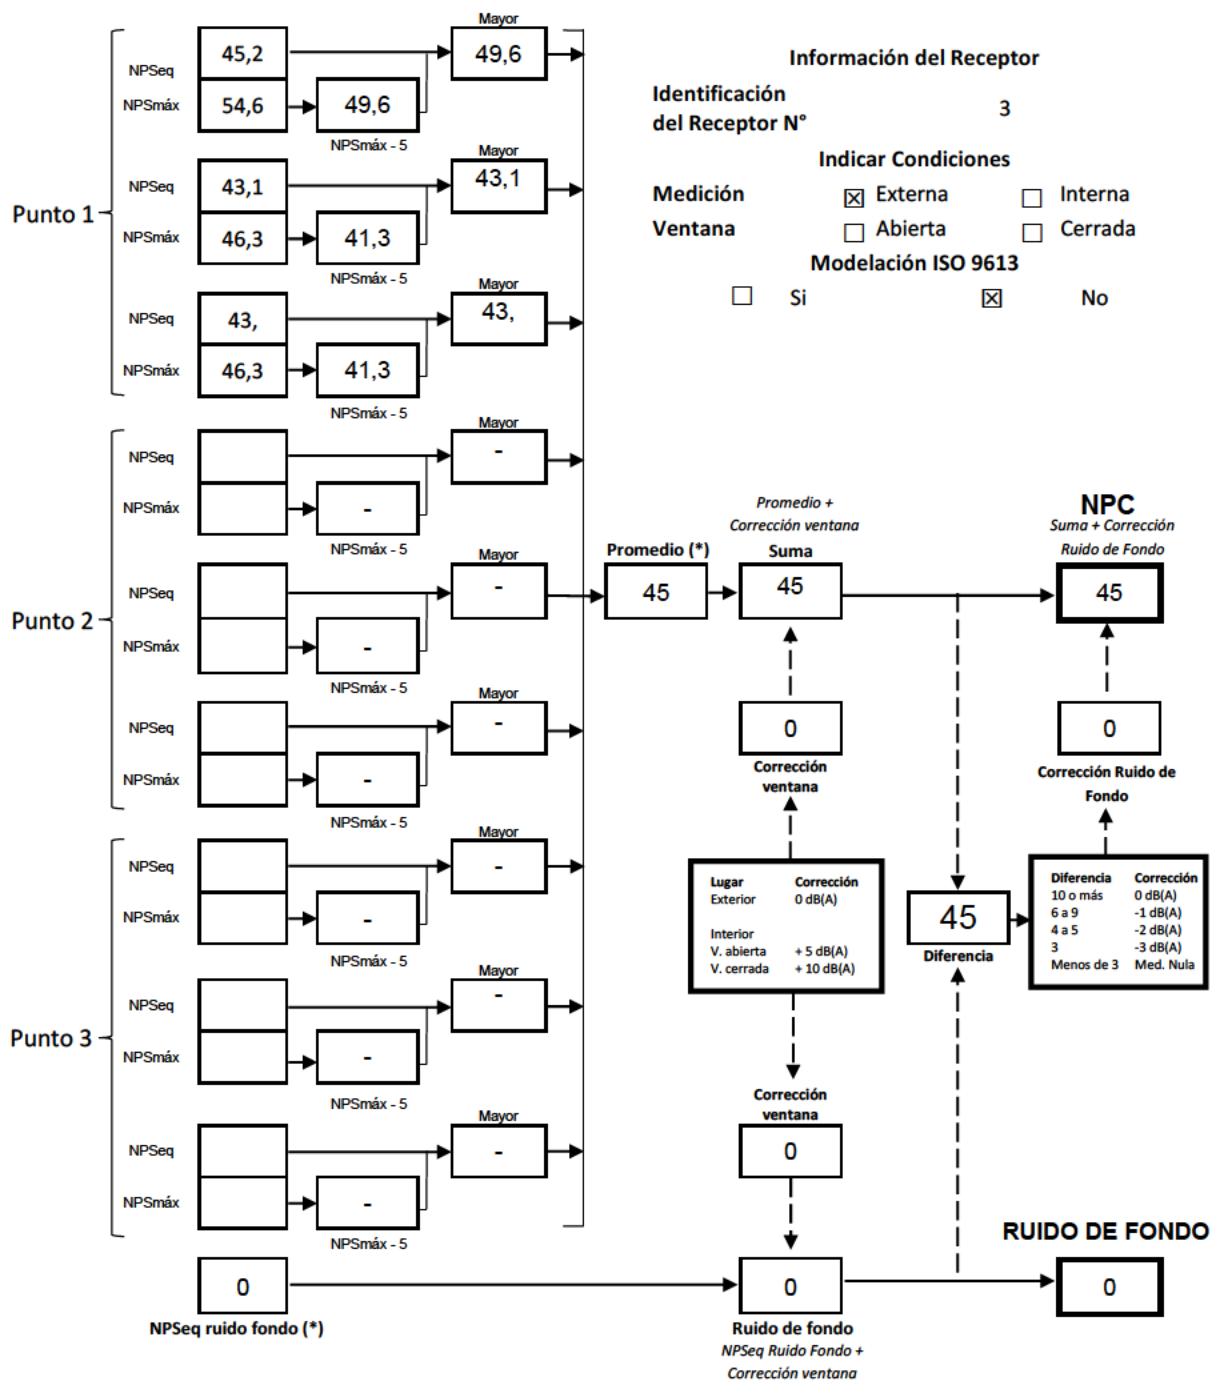 Mayor
NPSeq 45,2 49,6
NPSmáx 54,6 49,6
NPSmáx - 5
Mayor
Punto 1
NPSeq 43,1 43,1
NPSmáx 46,3 41,3
NPSmáx - 5
Mayor
NPSeq 43, 43,
NPSmáx 46,3 41,3
NPSmáx - 5
Información del Receptor
Identificación
del Receptor N° 3
Indicar Condiciones
Medición ☒ Externa ☐ Interna
Ventana ☐ Abierta ☐ Cerrada
Modelación ISO 9613
☐ Si ☒ No
Mayor
NPSeq -
NPSmáx -
NPSmáx - 5
Mayor
Punto 2
NPSeq -
NPSmáx -
NPSmáx - 5
Mayor
NPSeq -
NPSmáx -
NPSmáx - 5
Mayor
NPSeq -
NPSmáx -
NPSmáx - 5
Mayor
Punto 3
NPSeq -
NPSmáx -
NPSmáx - 5
Mayor
NPSeq -
NPSmáx -
NPSmáx - 5
0
NPSeq ruido fondo (*)
Promedio (*)
45
Promedio +
Corrección ventana
Suma
45
0
Corrección
ventana
Lugar Corrección
Exterior 0 dB(A)
Interior
V. abierta + 5 dB(A)
V. cerrada + 10 dB(A)
Corrección
ventana
0
0
Ruido de fondo
NPSeq Ruido Fondo +
Corrección ventana
45
Diferencia
NPC
Suma + Corrección
Ruido de Fondo
45
0
Corrección Ruido de
Fondo
Diferencia Corrección
10 o más 0 dB(A)
6 a 9 -1 dB(A)
4 a 5 -2 dB(A)
3 -3 dB(A)
Menos de 3 Med. Nula
RUIDO DE FONDO
0